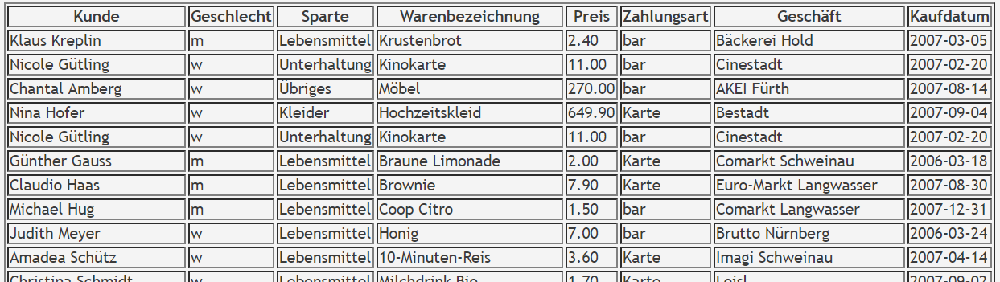 Kunde Geschlecht Sparte Warenbezeichnung Preis Zahlungsart Geschäft Kaufdatum
Klaus Kreplin m Lebensmittel Krustenbrot 2.40 bar Bäckerei Hold 2007-03-05
Nicole Gütling w Unterhaltung Kinokarte 11.00 bar Cinestadt 2007-02-20
Chantal Amberg w Übriges Möbel 270.00 bar AKEI Fürth 2007-08-14
Nina Hofer w Kleider Hochzeitskleid 649.90 Karte Bestadt 2007-09-04
Nicole Gütling w Unterhaltung Kinokarte 11.00 bar Cinestadt 2007-02-20
Günther Gauss m Lebensmittel Braune Limonade 2.00 Karte Comarkt Schweinau 2006-03-18
Claudio Haas m Lebensmittel Brownie 7.90 Karte Euro-Markt Langwasser 2007-08-30
Michael Hug m Lebensmittel Coop Citro 1.50 Karte Comarkt Langwasser 2007-12-31
Judith Meyer w Lebensmittel Honig 7.00 bar Brutto Nürnberg 2006-03-24
Amadea Schütz w Lebensmittel 10-Minuten-Reis 3.60 Karte Imagi Schweinau 2007-04-14
Christina Schmidt w Lebensmittel Milchdrink Bio 1.70 Karte 2007-09-02